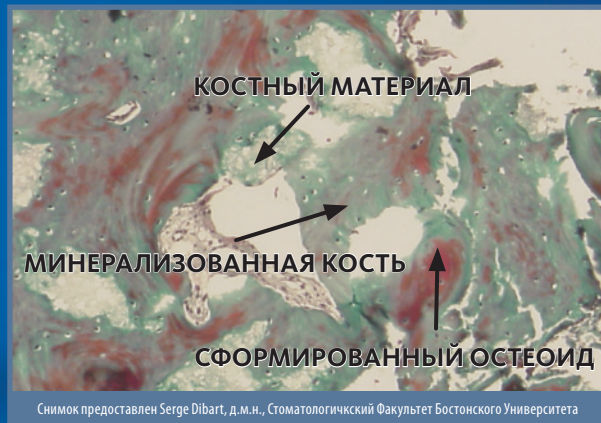 КОСТНЫЙ МАТЕРИАЛ
МИНЕРАЛИЗОВАННАЯ КОСТЬ
СФОРМИРОВАННЫЙ ОСТЕОИД
Снимок предоставлен Serge Dibart, д.м.н., Стоматологичкский Факультет Бостонского Университета